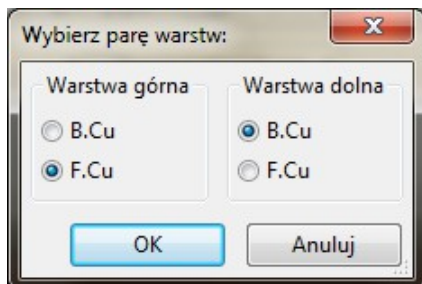 Wybierz parę warstw:
Warstwa górna
Warstwa dolna
B.Cu
B.Cu
F.Cu
F.Cu
OK
Anuluj